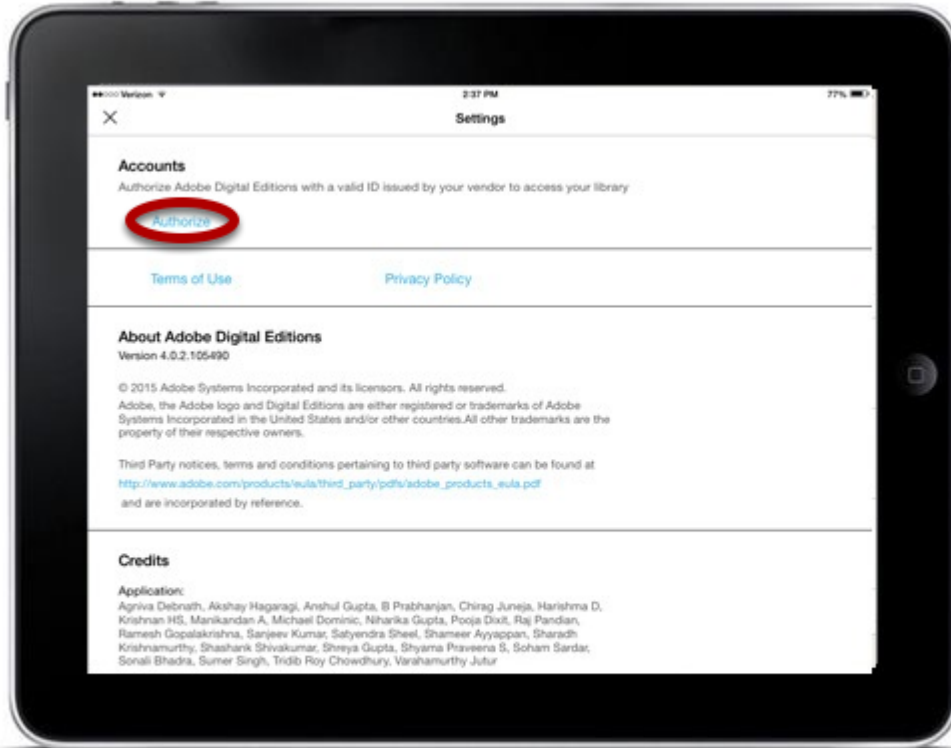 Verizon 2:37 PM 77%
Settings
Accounts
Authorize Adobe Digital Editions with a valid ID issued by your vendor to access your library
Authorize
Terms of Use Privacy Policy
About Adobe Digital Editions
Version 4.0.2.105490
© 2015 Adobe Systems Incorporated and its licensors. All rights reserved.
Adobe, the Adobe logo and Digital Editions are either registered or trademarks of Adobe
Systems Incorporated in the United States and/or other countries.All other trademarks are the
property of their respective owners.
Third Party notices, terms and conditions pertaining to third party software can be found at
http://www.adobe.com/products/eula/third_party/pdfs/adobe_products_eula.pdf
and are incorporated by reference.
Credits
Application:
Agniva Debnath, Akshay Hagaragi, Anshul Gupta, B Prabhanjan, Chirag Juneja, Harishma D,
Krishnan HS, Manikandan A, Michael Dominic, Niharika Gupta, Pooja Dixit, Raj Pandian,
Ramesh Gopalakrishna, Sanjeev Kumar, Satyendra Sheel, Shameer Ayyappan, Sharadh
Krishnamurthy, Shashank Shivakumar, Shreya Gupta, Shyama Praveena S, Soham Sardar,
Sonali Bhadra, Sumer Singh, Tridib Roy Chowdhury, Varahamurthy Jutur